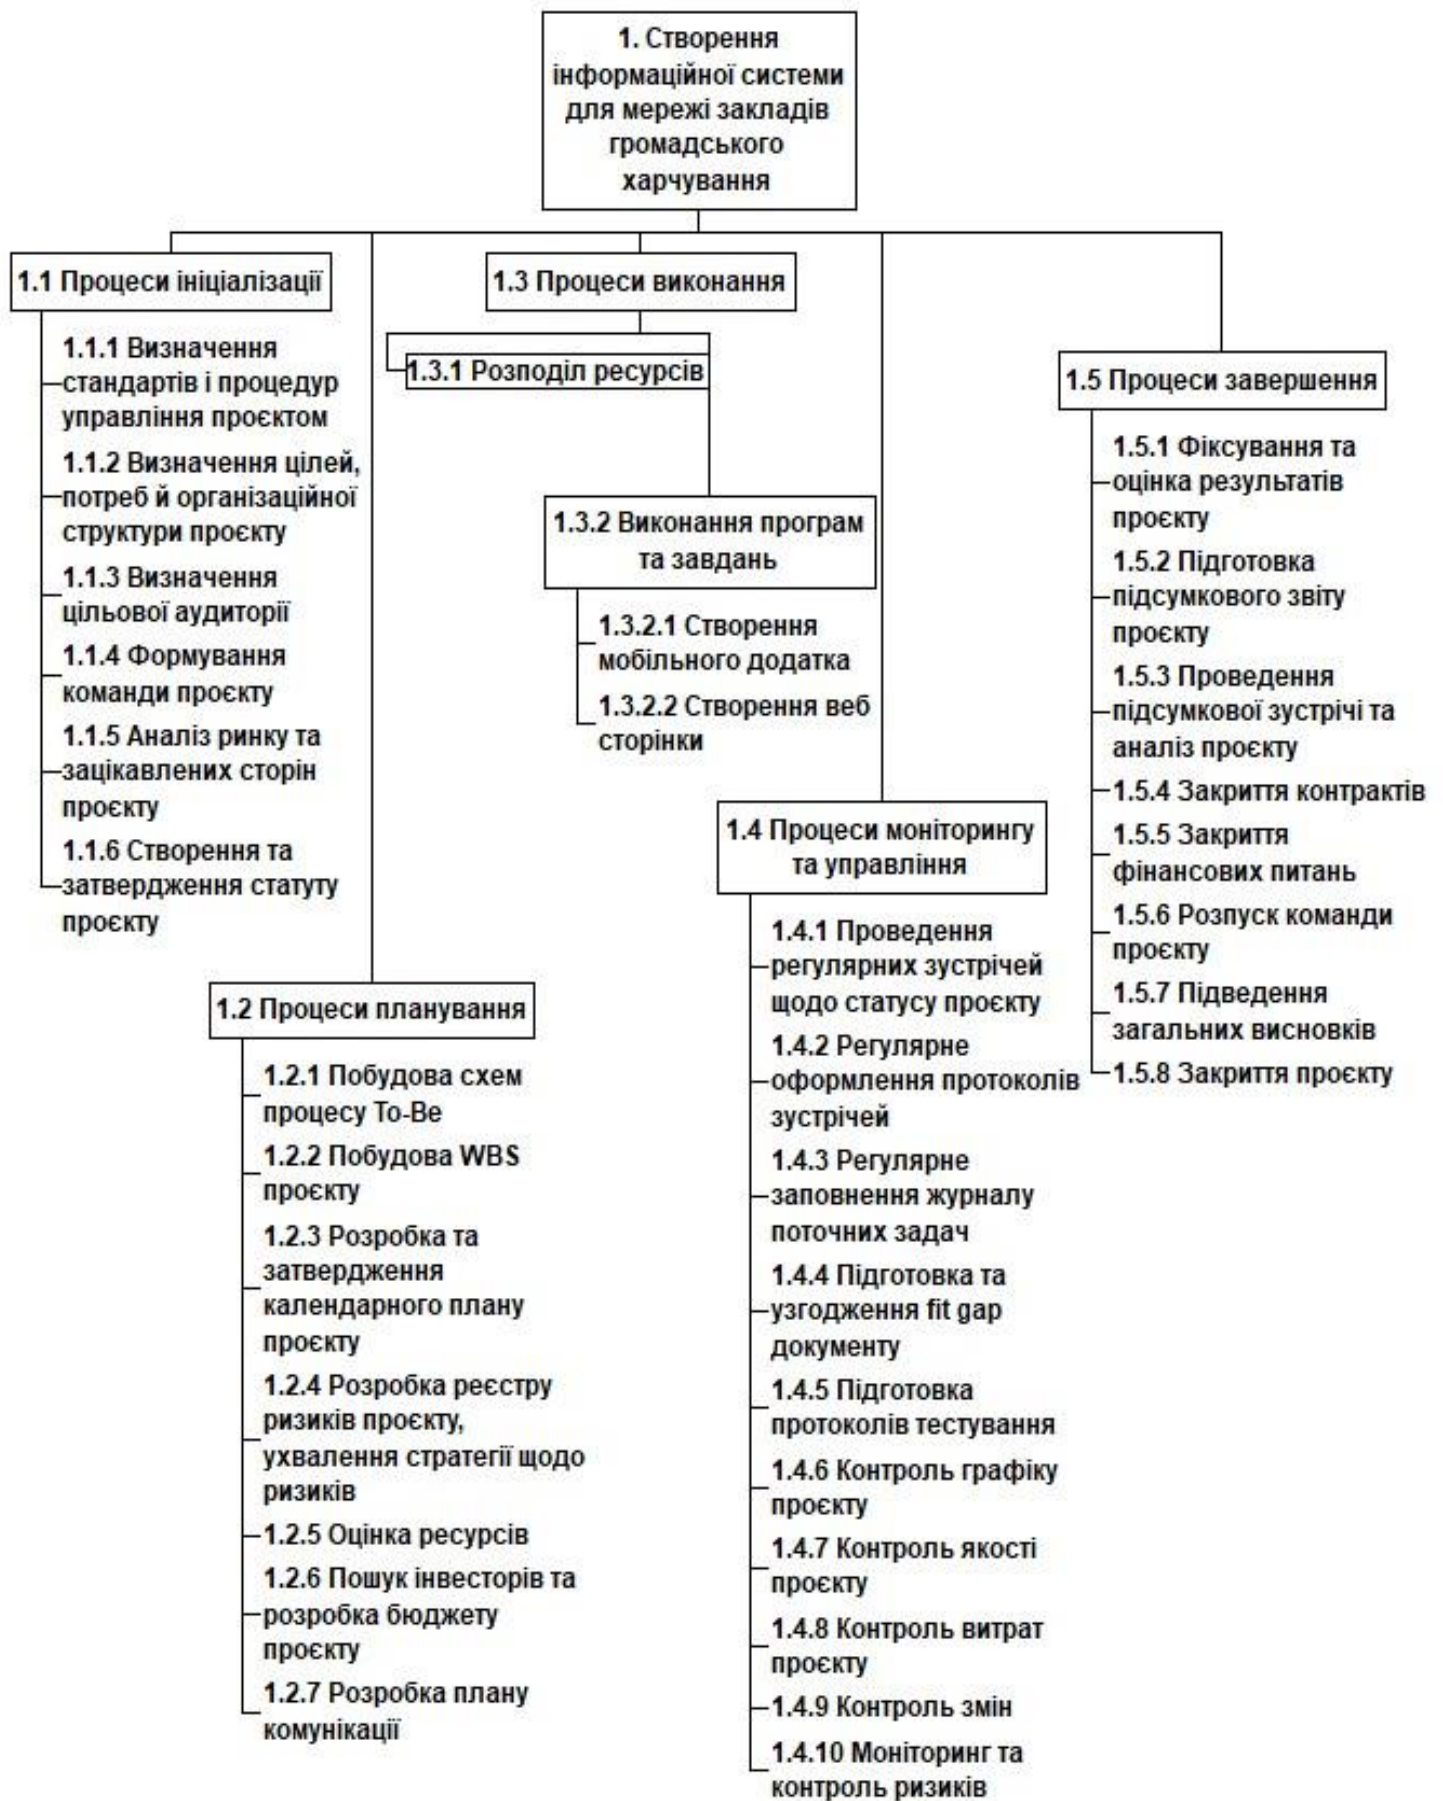 1. Створення
інформаційної системи
для мережі закладів
громадського
харчування
1.1 Процеси ініціалізації
1.1.1 Визначення
стандартів і процедур
управління проєктом
1.1.2 Визначення цілей,
потреб й організаційної
структури проєкту
1.1.3 Визначення
цільової аудиторії
1.1.4 Формування
команди проєкту
1.1.5 Аналіз ринку та
зацікавлених сторін
проєкту
1.1.6 Створення та
затвердження статуту
проєкту
1.2 Процеси планування
1.2.1 Побудова схем
процесу To-Be
1.2.2 Побудова WBS
проєкту
1.2.3 Розробка та
затвердження
календарного плану
проєкту
1.2.4 Розробка реєстру
ризиків проєкту,
ухвалення стратегії щодо
ризиків
1.2.5 Оцінка ресурсів
1.2.6 Пошук інвесторів та
розробка бюджету
проєкту
1.2.7 Розробка плану
комунікації
1.3 Процеси виконання
1.3.1 Розподіл ресурсів
1.3.2 Виконання програм
та завдань
1.3.2.1 Створення
мобільного додатка
1.3.2.2 Створення веб
сторінки
1.4 Процеси моніторингу
та управління
1.4.1 Проведення
регулярних зустрічей
щодо статусу проєкту
1.4.2 Регулярне
оформлення протоколів
зустрічей
1.4.3 Регулярне
заповнення журналу
поточних задач
1.4.4 Підготовка та
узгодження fit gap
документу
1.4.5 Підготовка
протоколів тестування
1.4.6 Контроль графіку
проєкту
1.4.7 Контроль якості
проєкту
1.4.8 Контроль витрат
проєкту
1.4.9 Контроль змін
1.4.10 Моніторинг та
контроль ризиків
1.5 Процеси завершення
1.5.1 Фіксування та
оцінка результатів
проєкту
1.5.2 Підготовка
підсумкового звіту
проєкту
1.5.3 Проведення
підсумкової зустрічі та
аналіз проєкту
1.5.4 Закриття контрактів
1.5.5 Закриття
фінансових питань
1.5.6 Розпуск команди
проєкту
1.5.7 Підведення
загальних висновків
1.5.8 Закриття проєкту